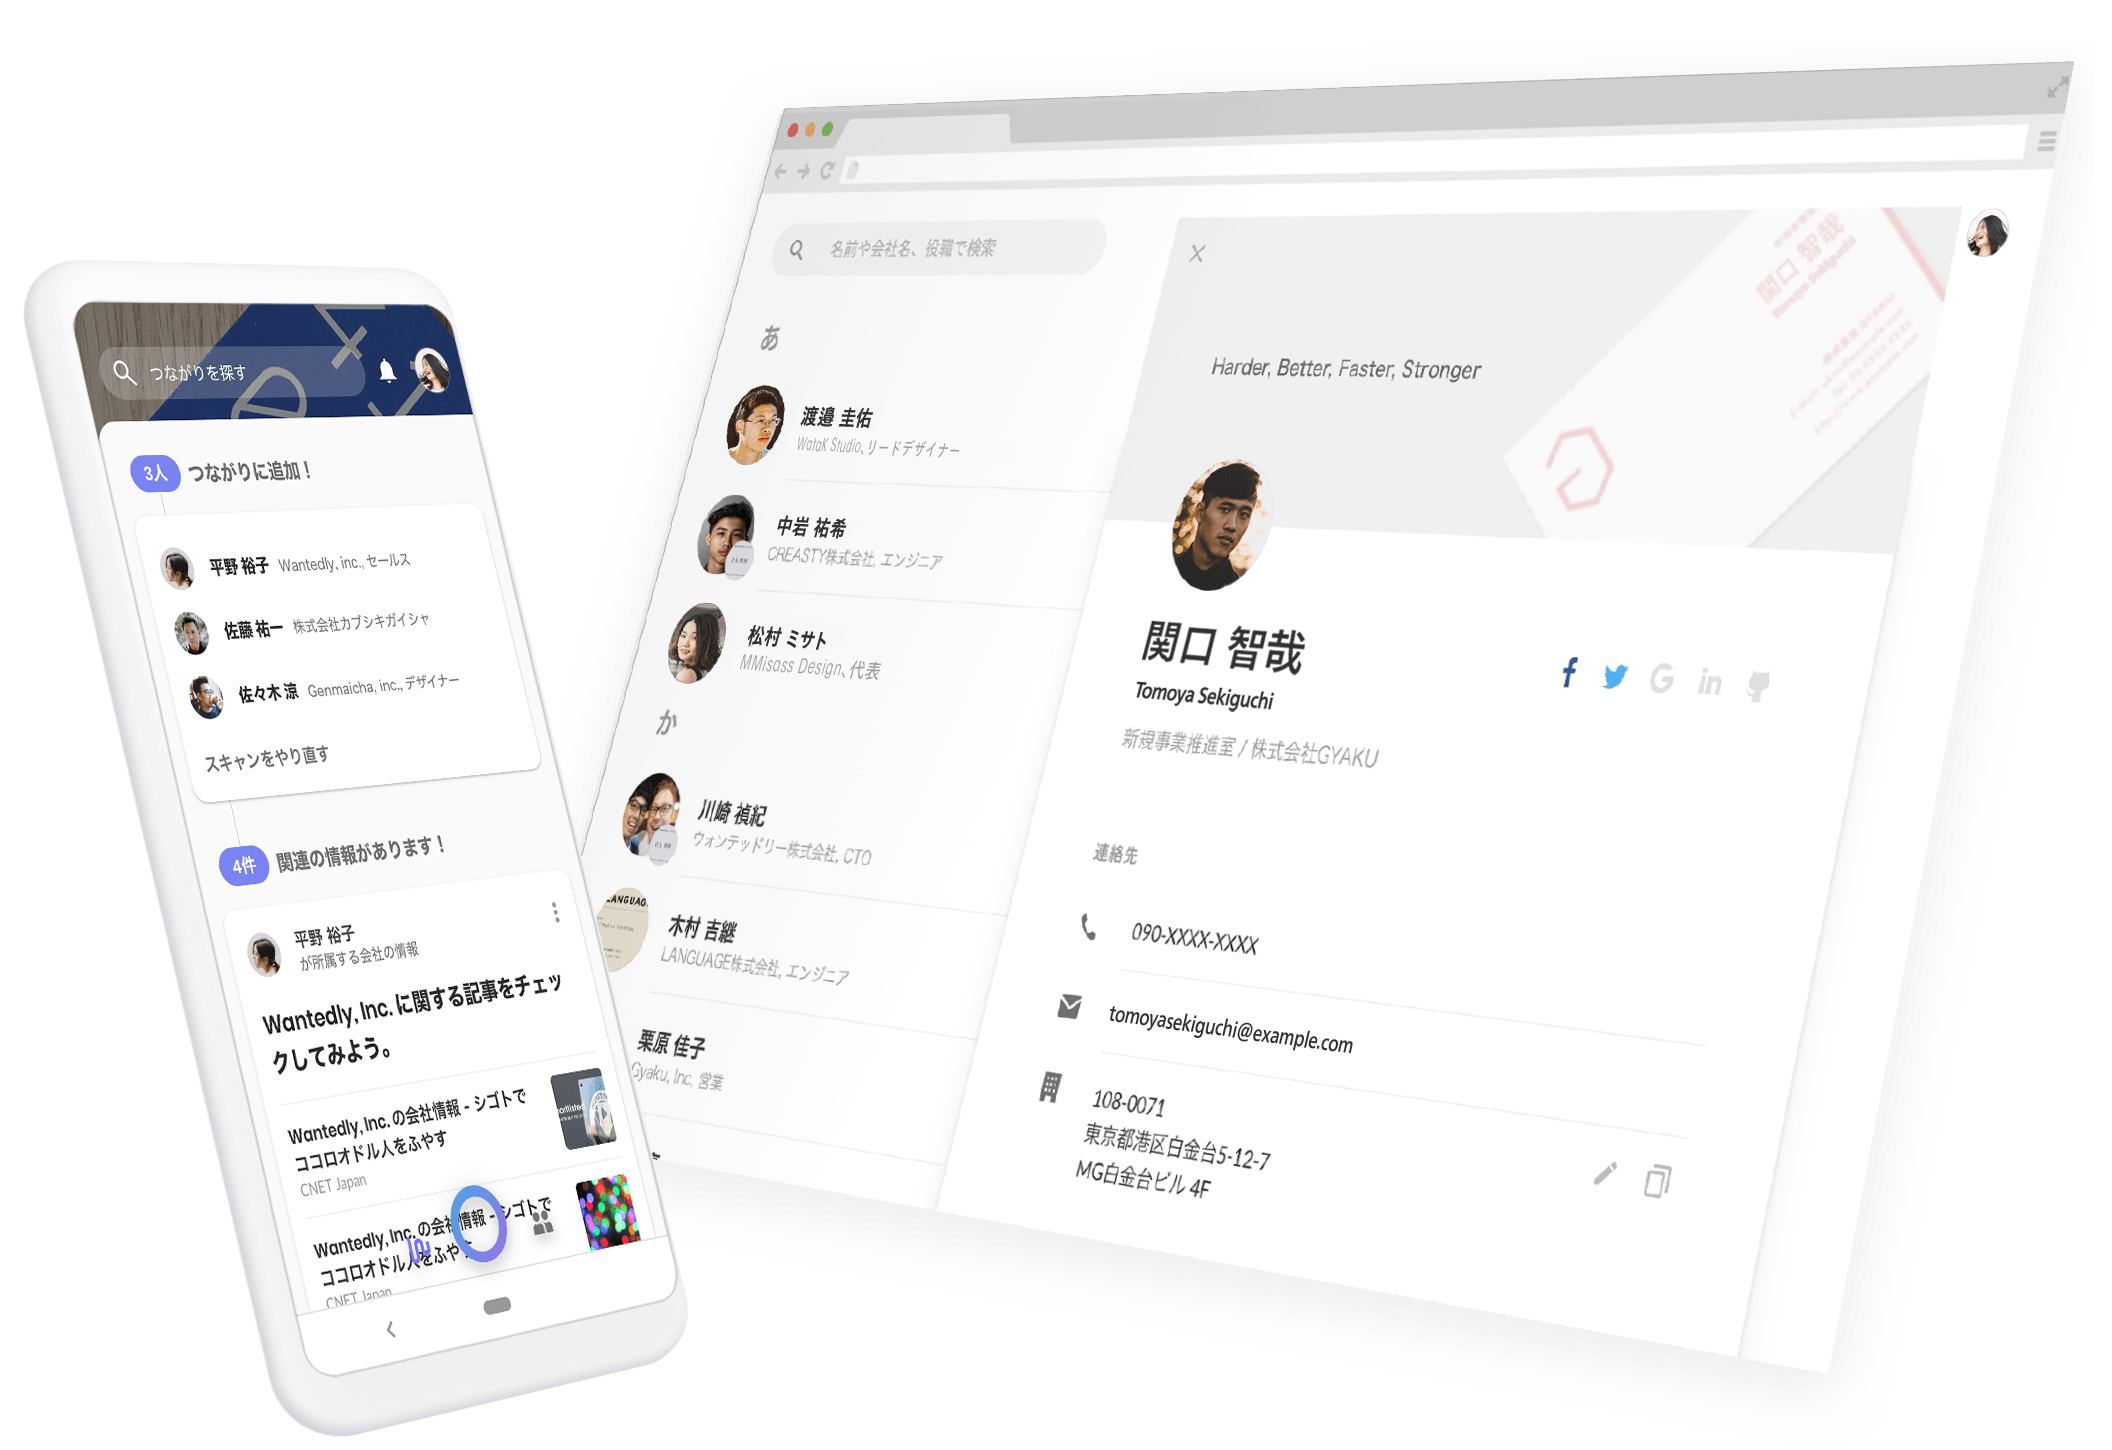 つながりを探す
3人 つながりに追加！
平野 裕子 Wantedly, inc., セールス
佐藤 祐一 株式会社カブシキガイシャ
佐々木 涼 Genmaicha, inc., デザイナー
スキャンをやり直す
4件 関連の情報があります！
平野 裕子
が所属する会社の情報
Wantedly, Inc. に関する記事をチェッ
クしてみよう。
Wantedly, Inc. の会社情報 - シゴトで
ココロオドル人をふやす
CNET Japan
Wantedly, Inc. の会社情報 - シゴトで
ココロオドル人をふやす
CNET Japan
名前や会社名、役職で検索
あ
渡邉 圭佑
WataK Studio、リードデザイナー
中岩 祐希
CREASTY株式会社, エンジニア
松村 ミサト
MMisass Design、代表
か
川崎 禎紀
ウォンテッドリー株式会社, CTO
LANGUAG
木村 吉継
LANGUAGE株式会社, エンジニア
栗原 佳子
Gyaku, Inc, 営業
Harder, Better, Faster, Stronger
関口 智哉
Tomoya Sekiguchi
関口 智哉
Tomoya Sekiguchi
新規事業推進室 / 株式会社GYAKU
連絡先
090-XXXX-XXXX
tomoyasekiguchi@example.com
108-0071
東京都港区白金台5-12-7
MG白金台ビル 4F